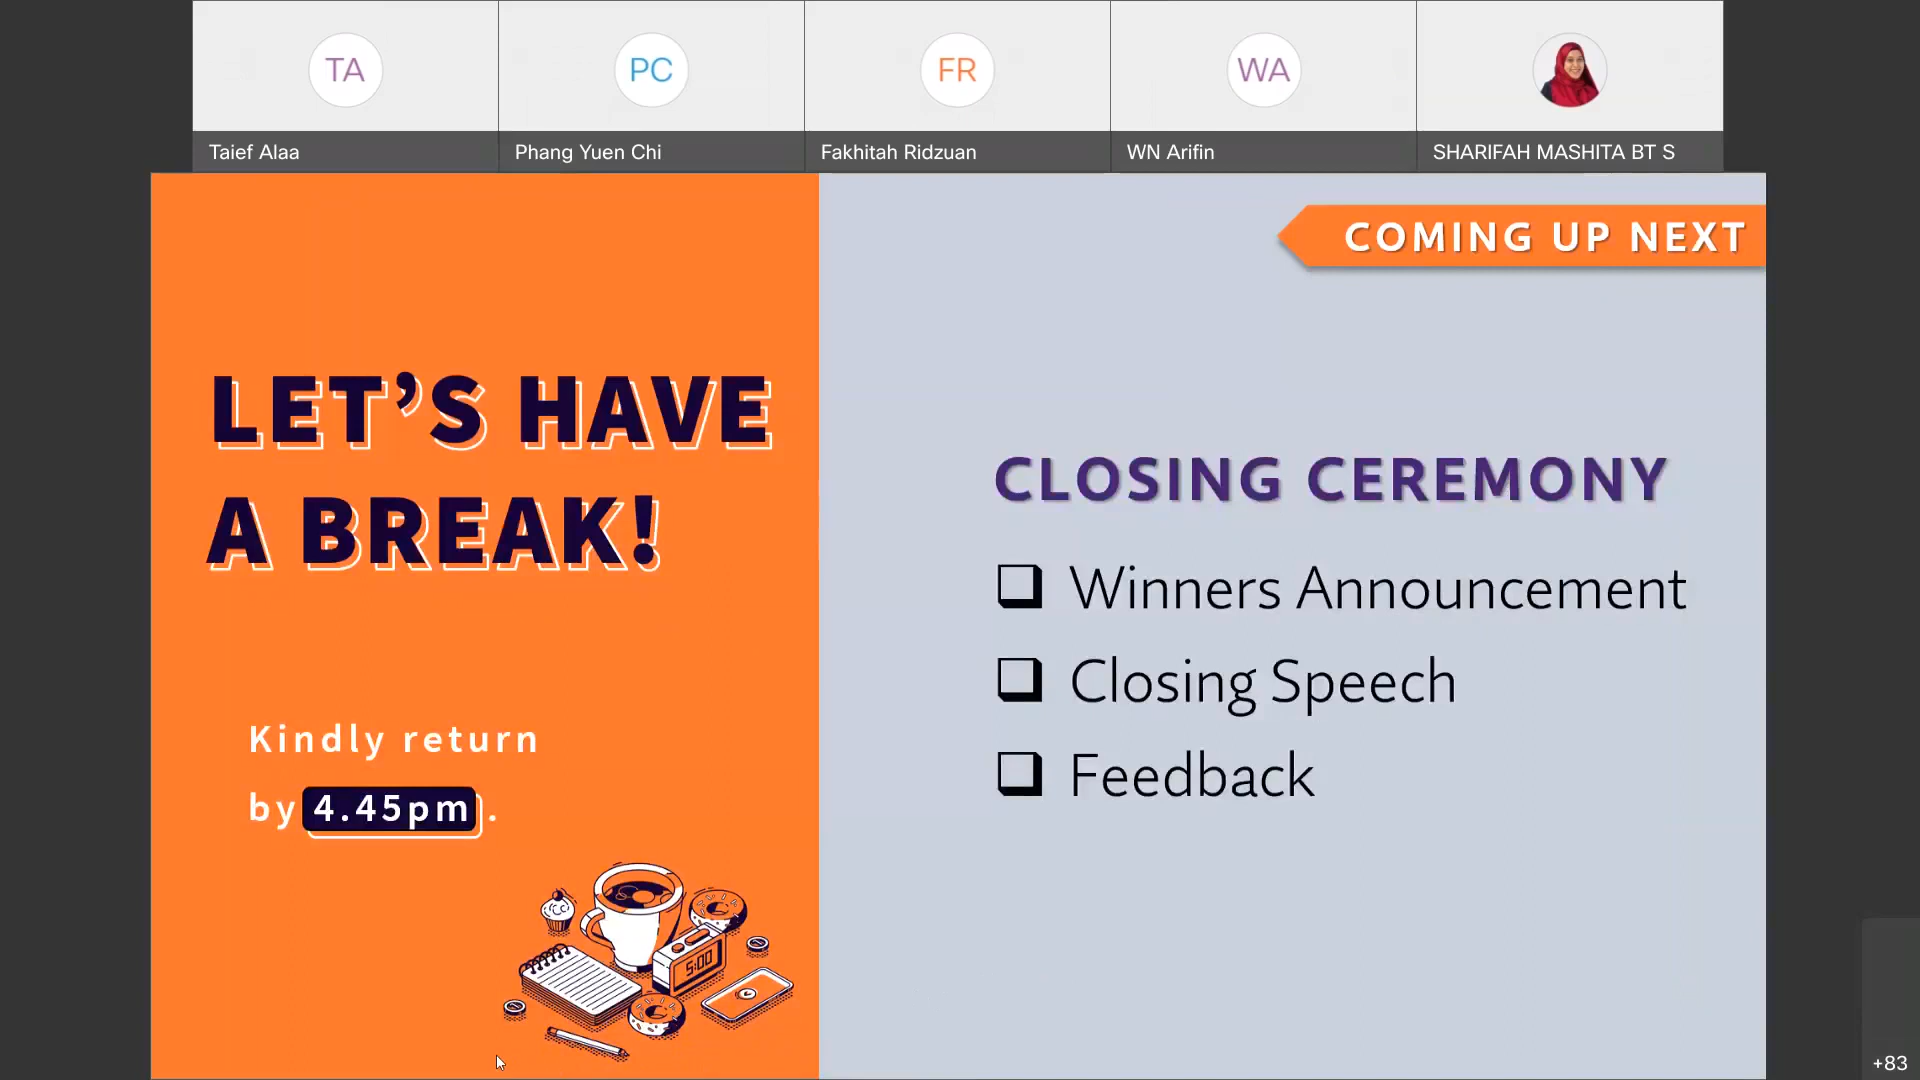 TA
PC
FR
WA
Taief Alaa
Phang Yuen Chi
Fakhitah Ridzuan
WN Arifin
SHARIFAH MASHITA BT S
COMING UP NEXT
LET’S HAVE
A BREAK!
Kindly return
by 4.45pm.
5:00
CLOSING CEREMONY
Winners Announcement
Closing Speech
Feedback
+83